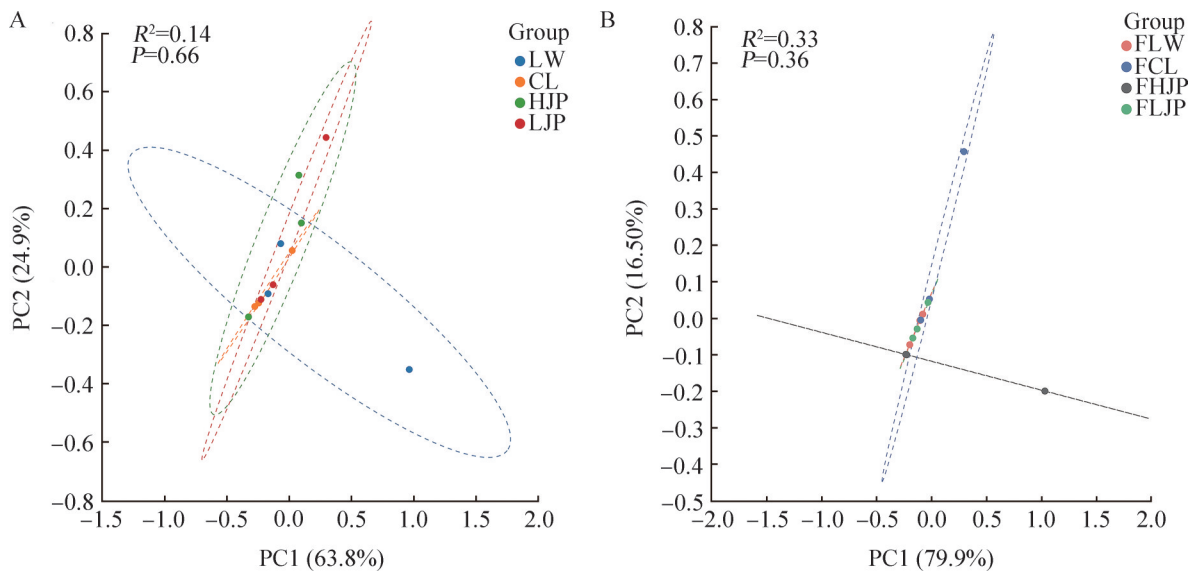 A
R²=0.14
P=0.66
Group
LW
CL
HJP
LJP
PC2 (24.9%)
0.8
0.6
0.4
0.2
0.0
−0.2
−0.4
−0.6
−0.8
−1.5 −1.0 −0.5 0.0 0.5 1.0 1.5 2.0
PC1 (63.8%)
B
R²=0.33
P=0.36
Group
FLW
FCL
FHJP
FLJP
PC2 (16.50%)
0.8
0.7
0.6
0.5
0.4
0.3
0.2
0.1
0.0
−0.1
−0.2
−0.3
−0.4
−0.5
−2.0 −1.5 −1.0 −0.5 0.0 0.5 1.0 1.5 2.0
PC1 (79.9%)